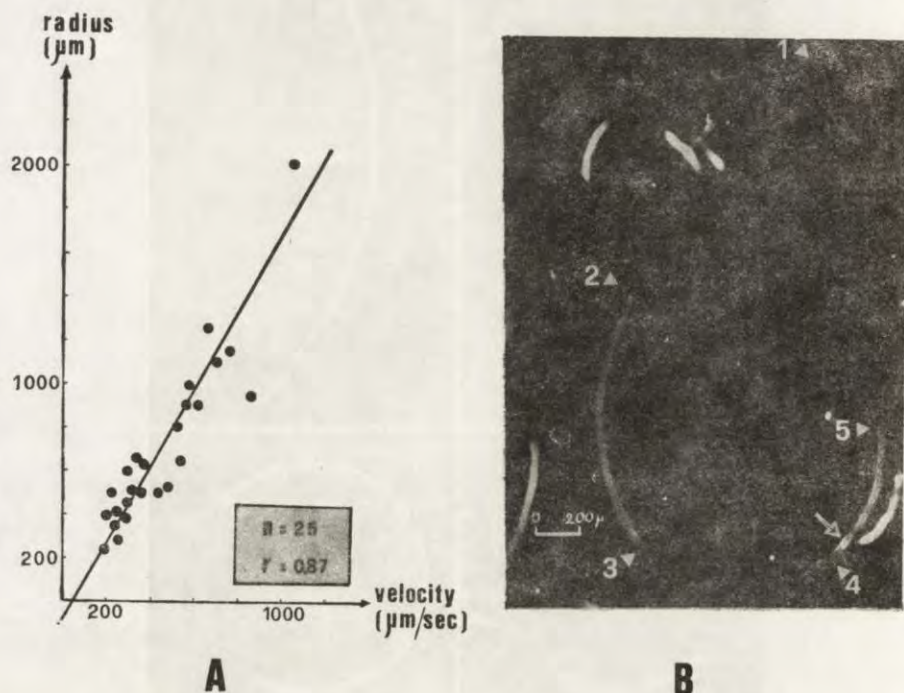 radius
(µm)
2000
1000
200
n = 25
r = 0.87
200
1000
velocity
(µm/sec)
A
1
2
5
0 200µ
3
4
B